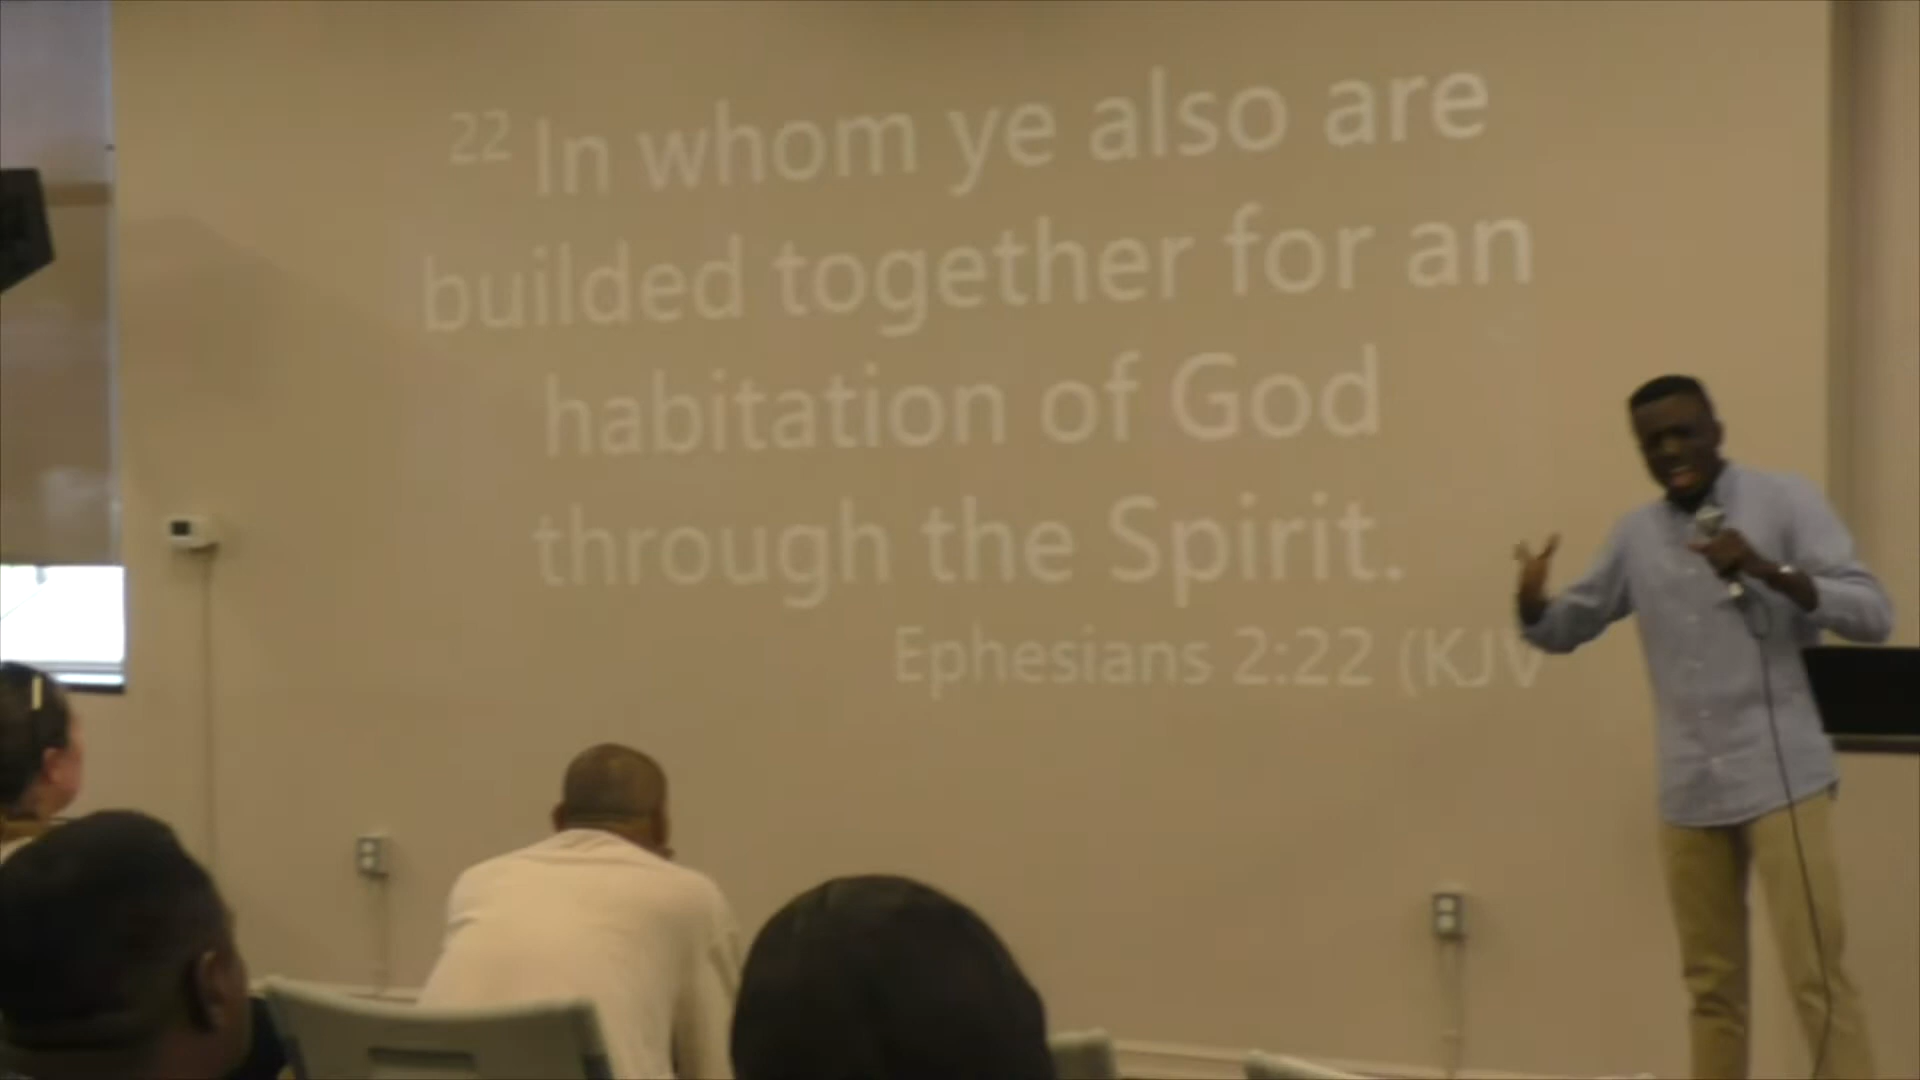 22 In whom ye also are
builded together for an
habitation of God
through the Spirit.
Ephesians 2:22 (KJV